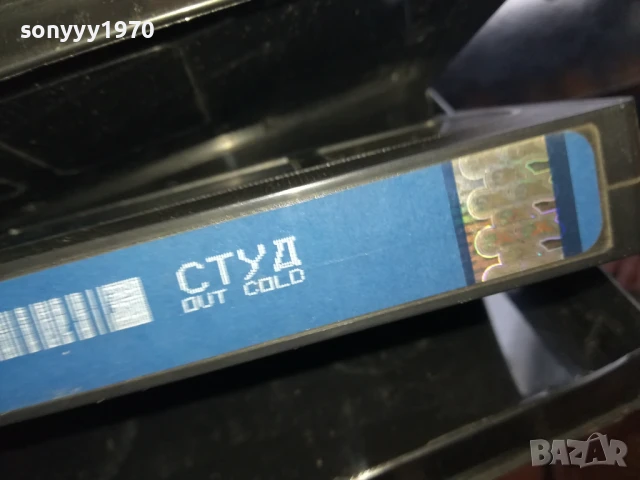 sonyyy1970
СТУД
OUT COLD
BAZAR